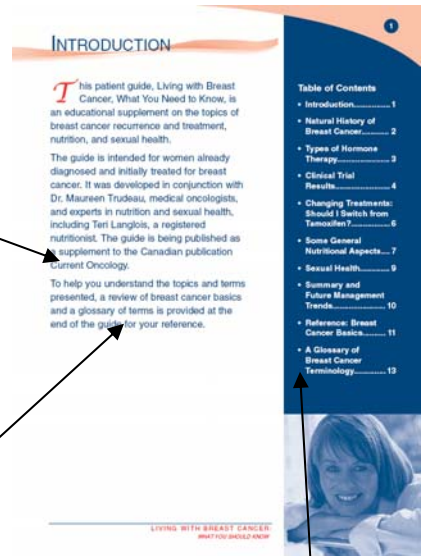 1
INTRODUCTION
This patient guide, Living with Breast
Cancer, What You Need to Know, is
an educational supplement on the topics of
breast cancer recurrence and treatment,
nutrition, and sexual health.
The guide is intended for women already
diagnosed and initially treated for breast
cancer. It was developed in conjunction with
Dr. Maureen Trudeau, medical oncologists,
and experts in nutrition and sexual health,
including Teri Langlois, a registered
nutritionist. The guide is being published as
a supplement to the Canadian publication
Current Oncology.
To help you understand the topics and terms
presented, a review of breast cancer basics
and a glossary of terms is provided at the
end of the guide for your reference.
Table of Contents
• Introduction............... 1
• Natural History of
Breast Cancer........... 2
• Types of Hormone
Therapy..................... 3
• Clinical Trial
Results...................... 4
• Changing Treatments:
Should I Switch from
Tamoxifen?................ 6
• Some General
Nutritional Aspects.... 7
• Sexual Health............ 9
• Summary and
Future Management
Trends..................... 10
• Reference: Breast
Cancer Basics.......... 11
• A Glossary of
Breast Cancer
Terminology............. 13
LIVING WITH BREAST CANCER:
WHAT YOU SHOULD KNOW